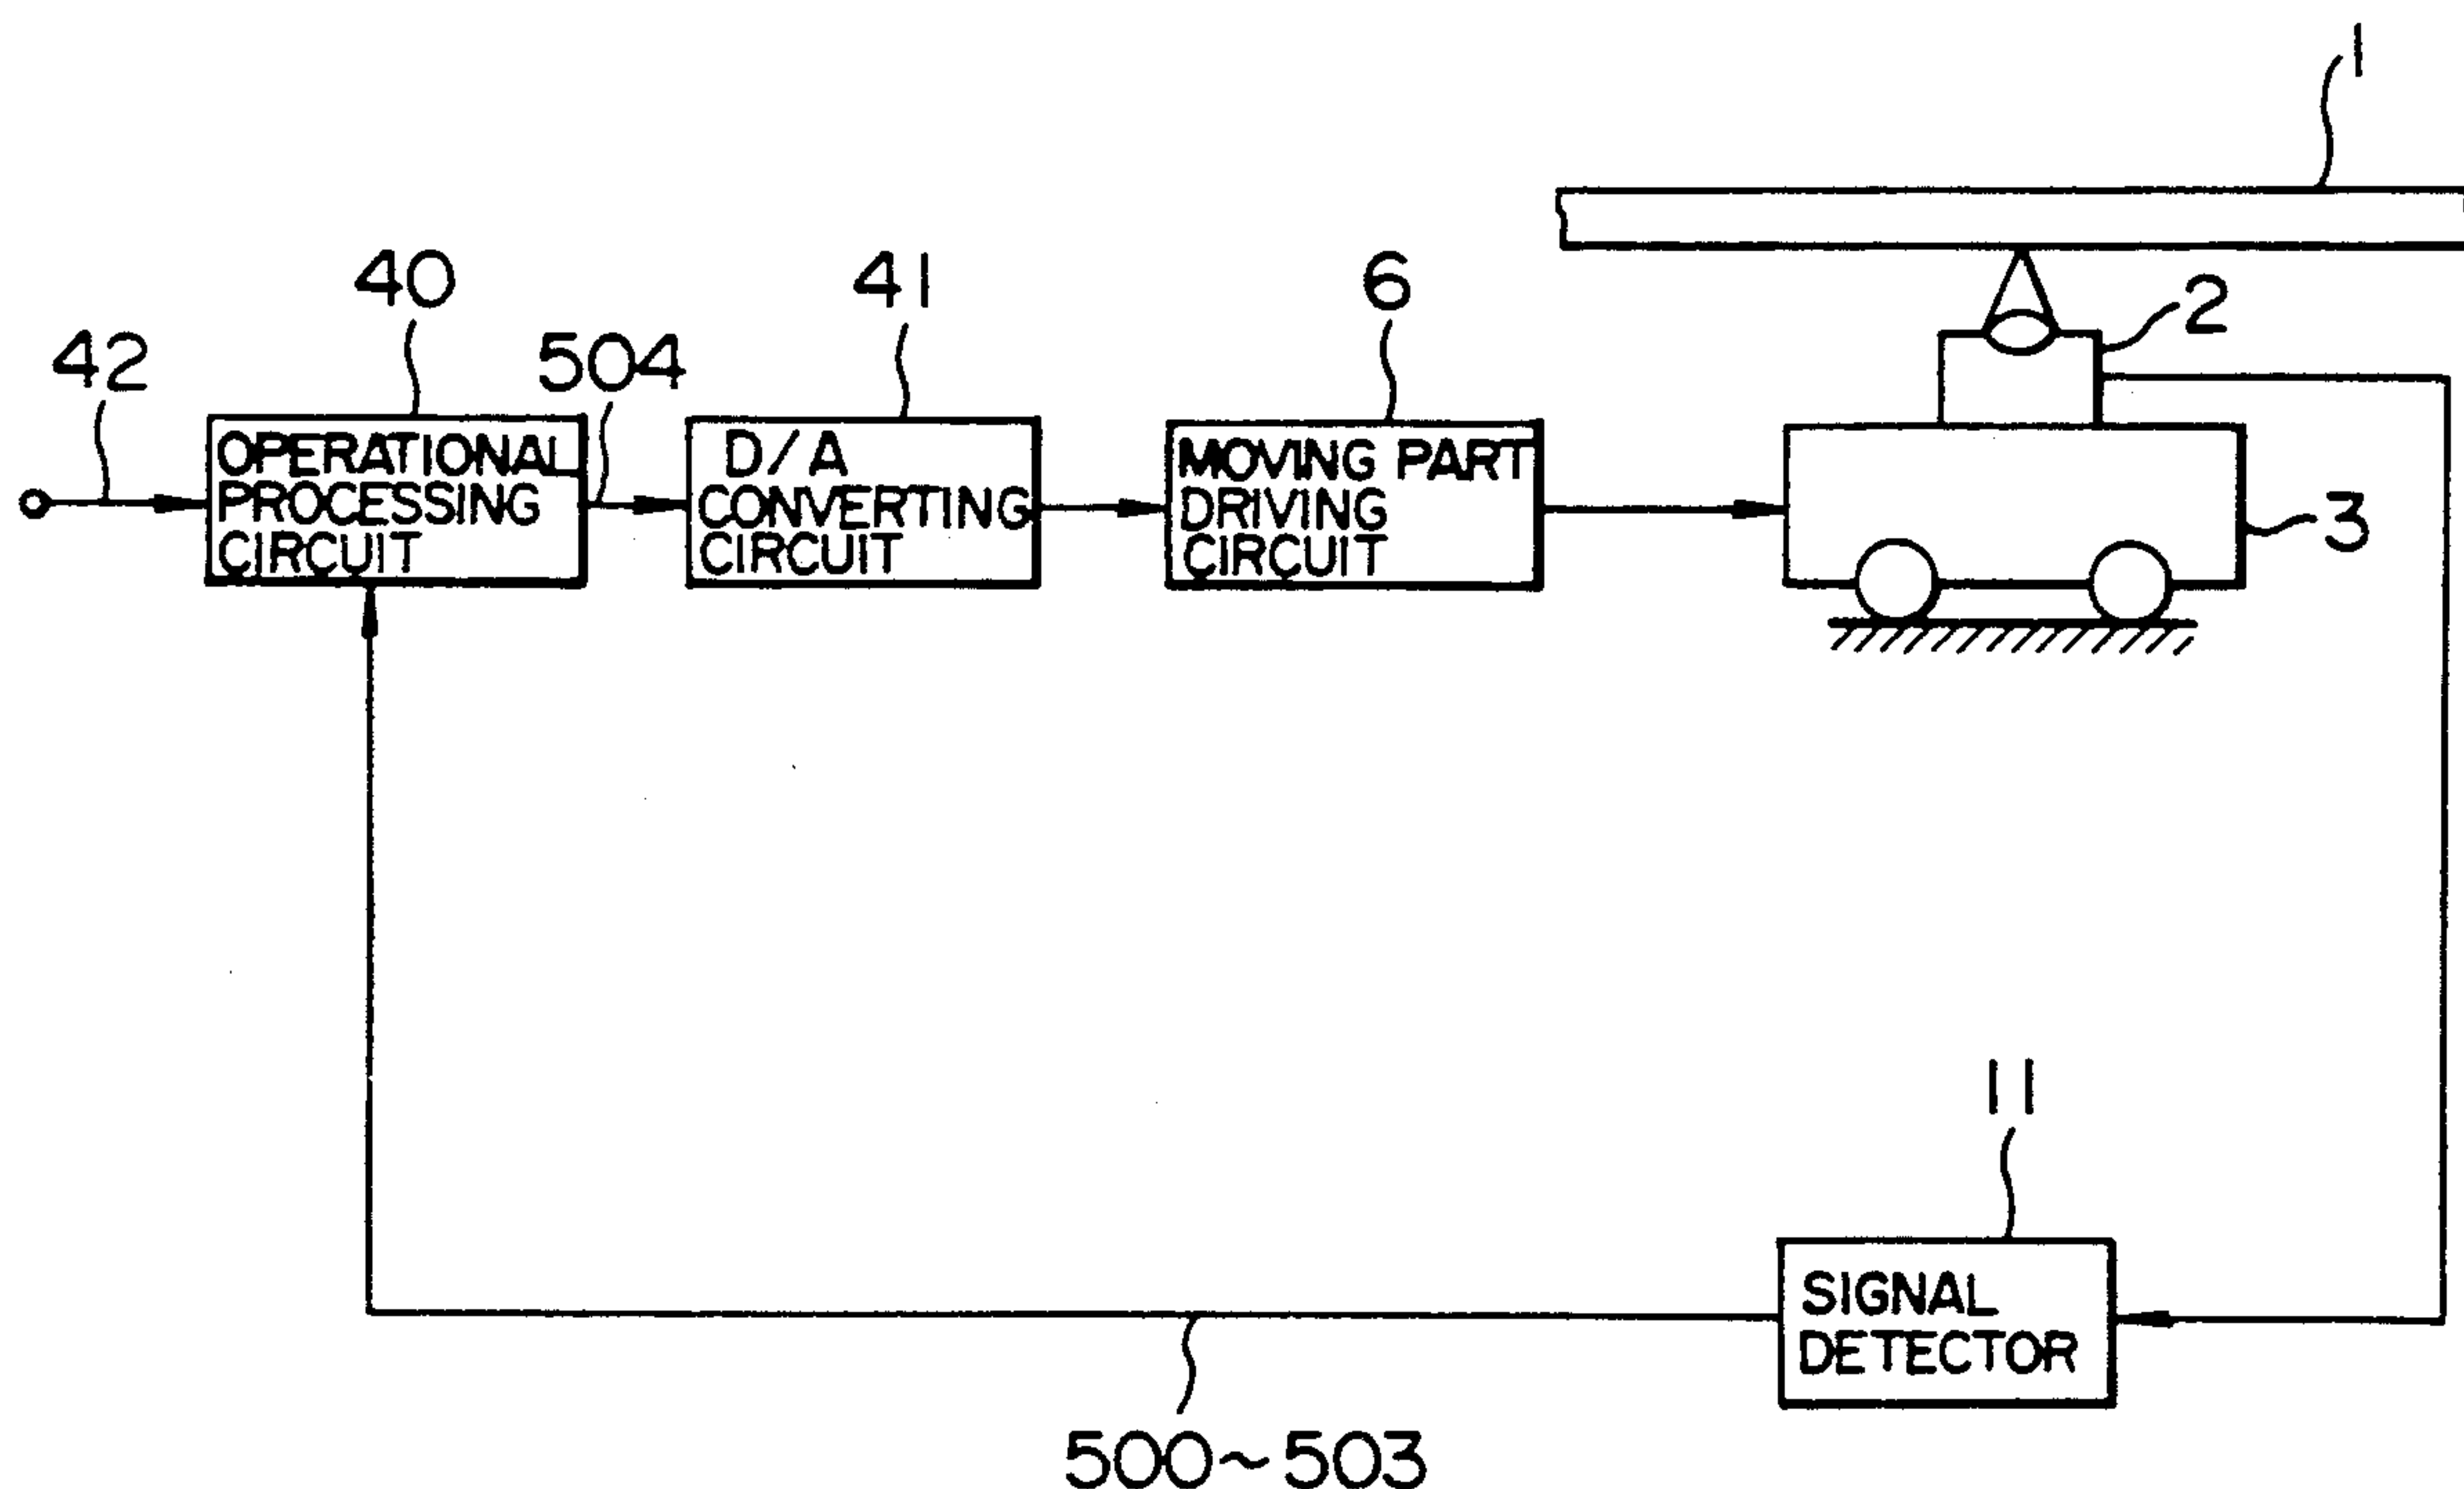 1
40
41
6
2
42
504
OPERATIONAL
PROCESSING
CIRCUIT
D/A
CONVERTING
CIRCUIT
MOVING PART
DRIVING
CIRCUIT
3
11
SIGNAL
DETECTOR
500~503